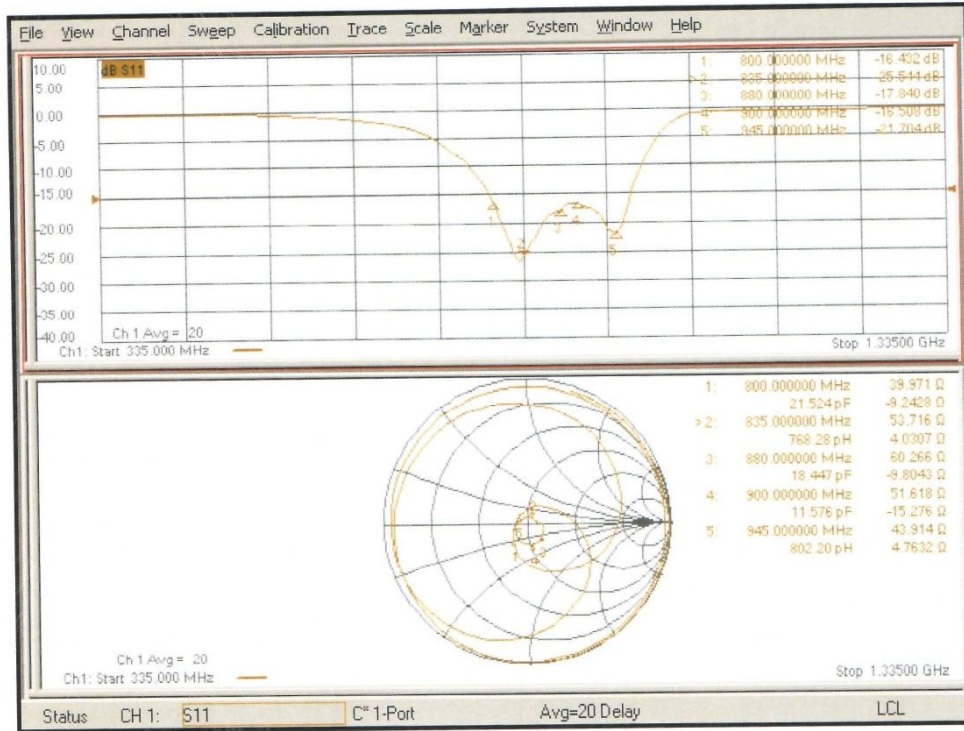 File View Channel Sweep Calibration Trace Scale Marker System Window Help
dB S11
10.00
5.00
0.00
-5.00
-10.00
-15.00
-20.00
-25.00
-30.00
-35.00
-40.00
1: 800.000000 MHz -16.432 dB
>2: 835.000000 MHz -25.544 dB
3: 880.000000 MHz -17.840 dB
4: 900.000000 MHz -16.508 dB
5: 945.000000 MHz -21.704 dB
1
2
3
4
5
Ch 1 Avg = 20
Ch1: Start 335.000 MHz
Stop 1.33500 GHz
1: 800.000000 MHz 39.971 Ω
21.524 pF -9.2428 Ω
>2: 835.000000 MHz 53.716 Ω
768.28 pH 4.0307 Ω
3: 880.000000 MHz 60.266 Ω
18.447 pF -9.8043 Ω
4: 900.000000 MHz 51.618 Ω
11.576 pF -15.276 Ω
5: 945.000000 MHz 43.914 Ω
802.20 pH 4.7632 Ω
Ch 1 Avg = 20
Ch1: Start 335.000 MHz
Stop 1.33500 GHz
Status CH 1: S11 C* 1-Port Avg=20 Delay LCL